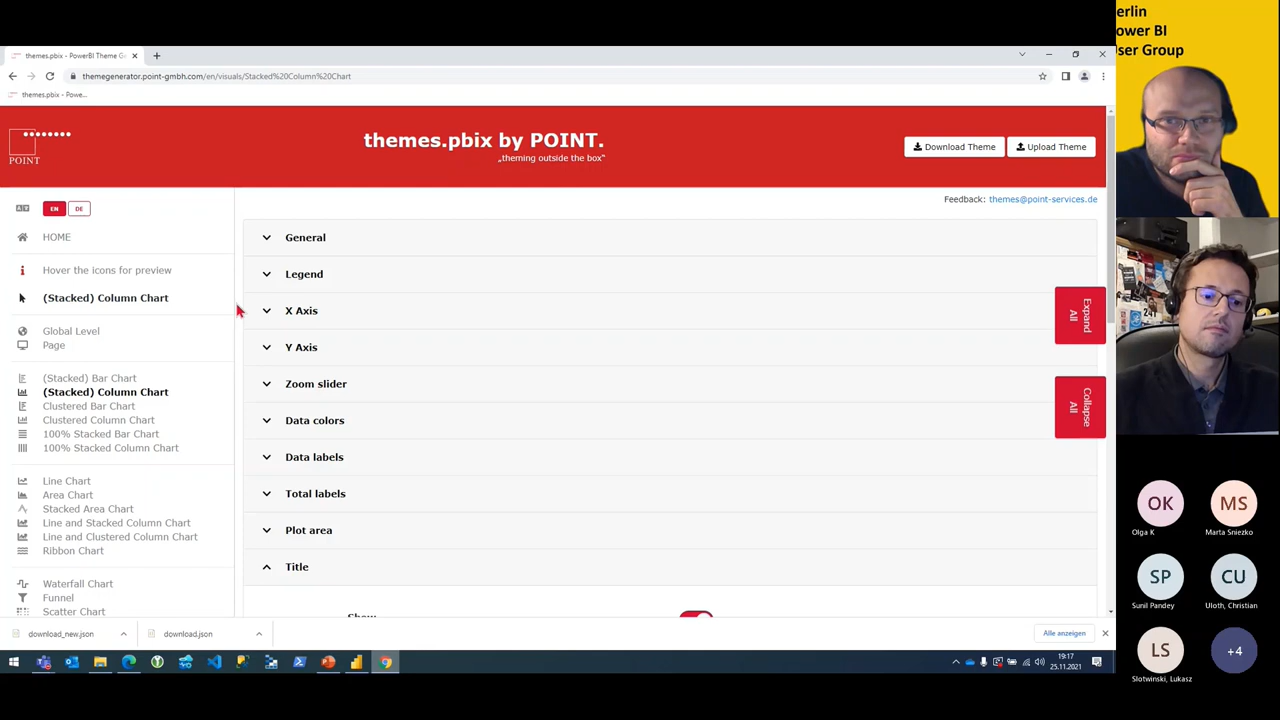 themes.pbix - PowerBI Theme G
themegenerator.point-gmbh.com/en/visuals/Stacked%20Column%20Chart
themes.pbix - Powe...
POINT
themes.pbix by POINT.
„theming outside the box"
Download Theme
Upload Theme
EN
DE
Feedback: themes@point-services.de
HOME
Hover the icons for preview
(Stacked) Column Chart
Global Level
Page
(Stacked) Bar Chart
(Stacked) Column Chart
Clustered Bar Chart
Clustered Column Chart
100% Stacked Bar Chart
100% Stacked Column Chart
Line Chart
Area Chart
Stacked Area Chart
Line and Stacked Column Chart
Line and Clustered Column Chart
Ribbon Chart
Waterfall Chart
Funnel
Scatter Chart
General
Legend
X Axis
Y Axis
Zoom slider
Data colors
Data labels
Total labels
Plot area
Title
Show
Expand
All
Collapse
All
download_new.json
download.json
Alle anzeigen
19:17
25.11.2021
erlin
ower BI
ser Group
OK
Olga K
MS
Marta Sniezko
SP
Sunil Pandey
CU
Uloth, Christian
LS
Slotwinski, Lukasz
+4